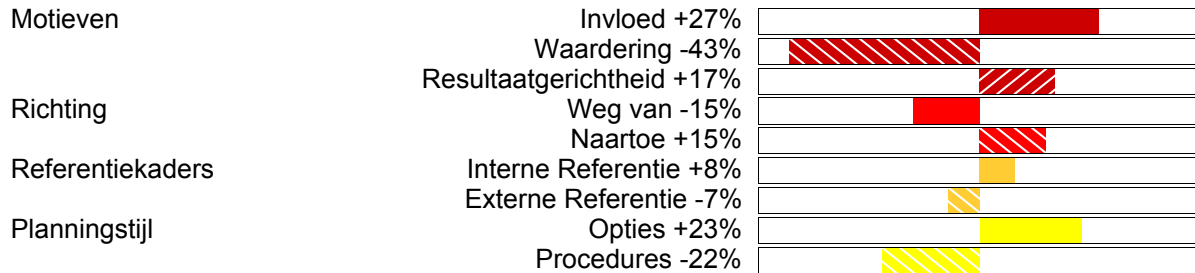 Motieven Invloed +27%
Waardering -43%
Resultaatgerichtheid +17%
Richting Weg van -15%
Naartoe +15%
Referentiekaders Interne Referentie +8%
Externe Referentie -7%
Planningstijl Opties +23%
Procedures -22%